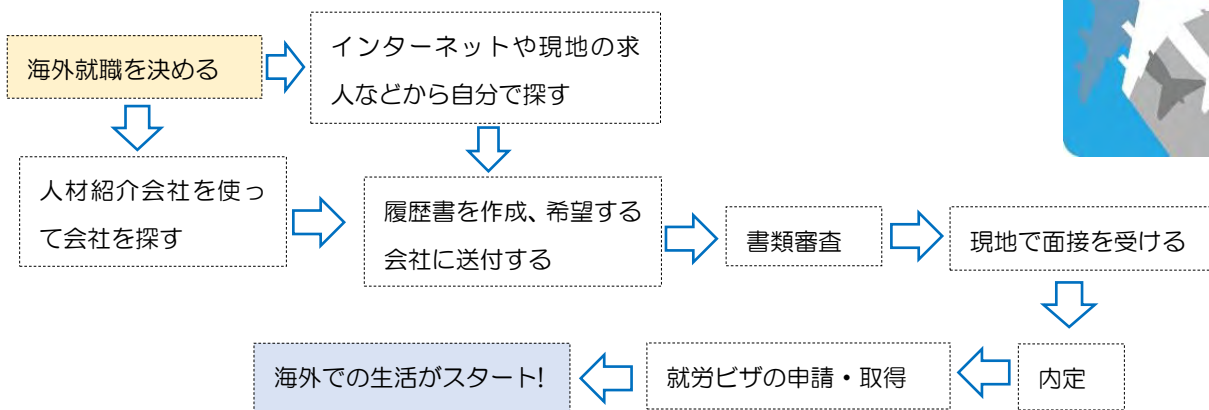 海外就職を決める
インターネットや現地の求
人などから自分で探す
人材紹介会社を使っ
て会社を探す
履歴書を作成、希望する
会社に送付する
書類審査
現地で面接を受ける
内定
就労ビザの申請・取得
海外での生活がスタート!